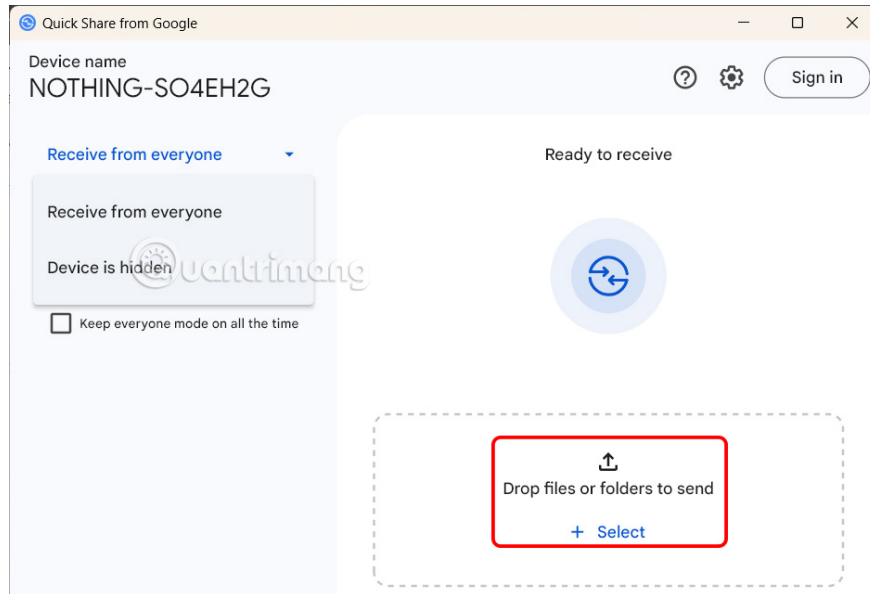 Quick Share from Google
Device name
NOTHING-SO4EH2G
Sign in
Receive from everyone
Receive from everyone
Device is hidden
Keep everyone mode on all the time
Quantrimang
Ready to receive
Drop files or folders to send
+ Select